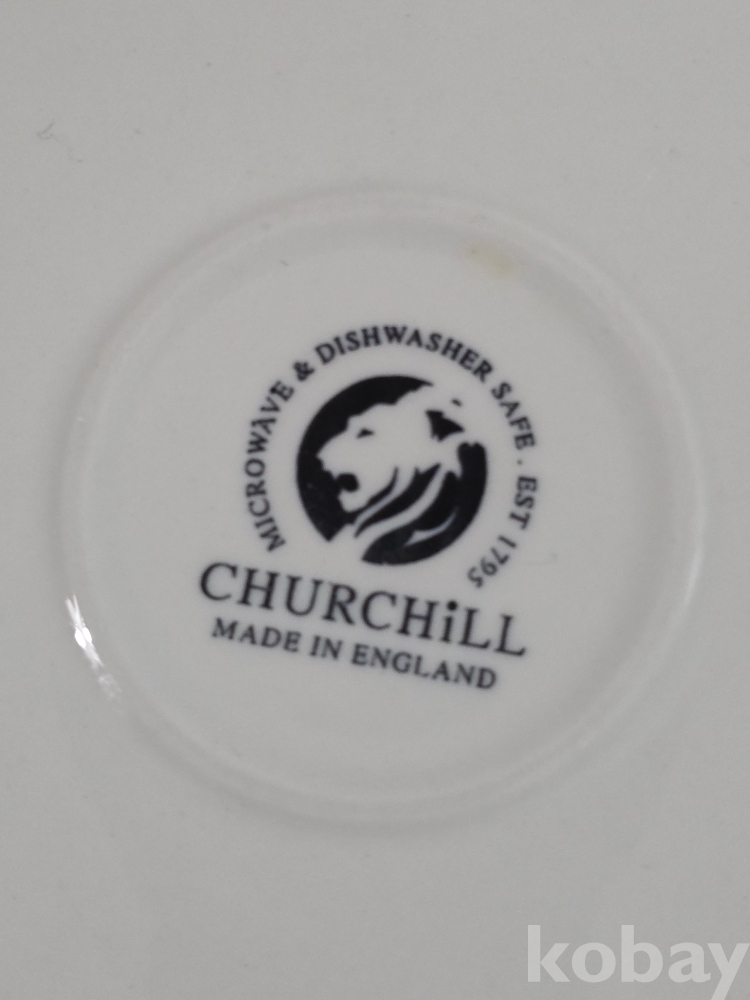 MICROWAVE & DISHWASHER SAFE . EST 1795
CHURCHiLL
MADE IN ENGLAND
kobay